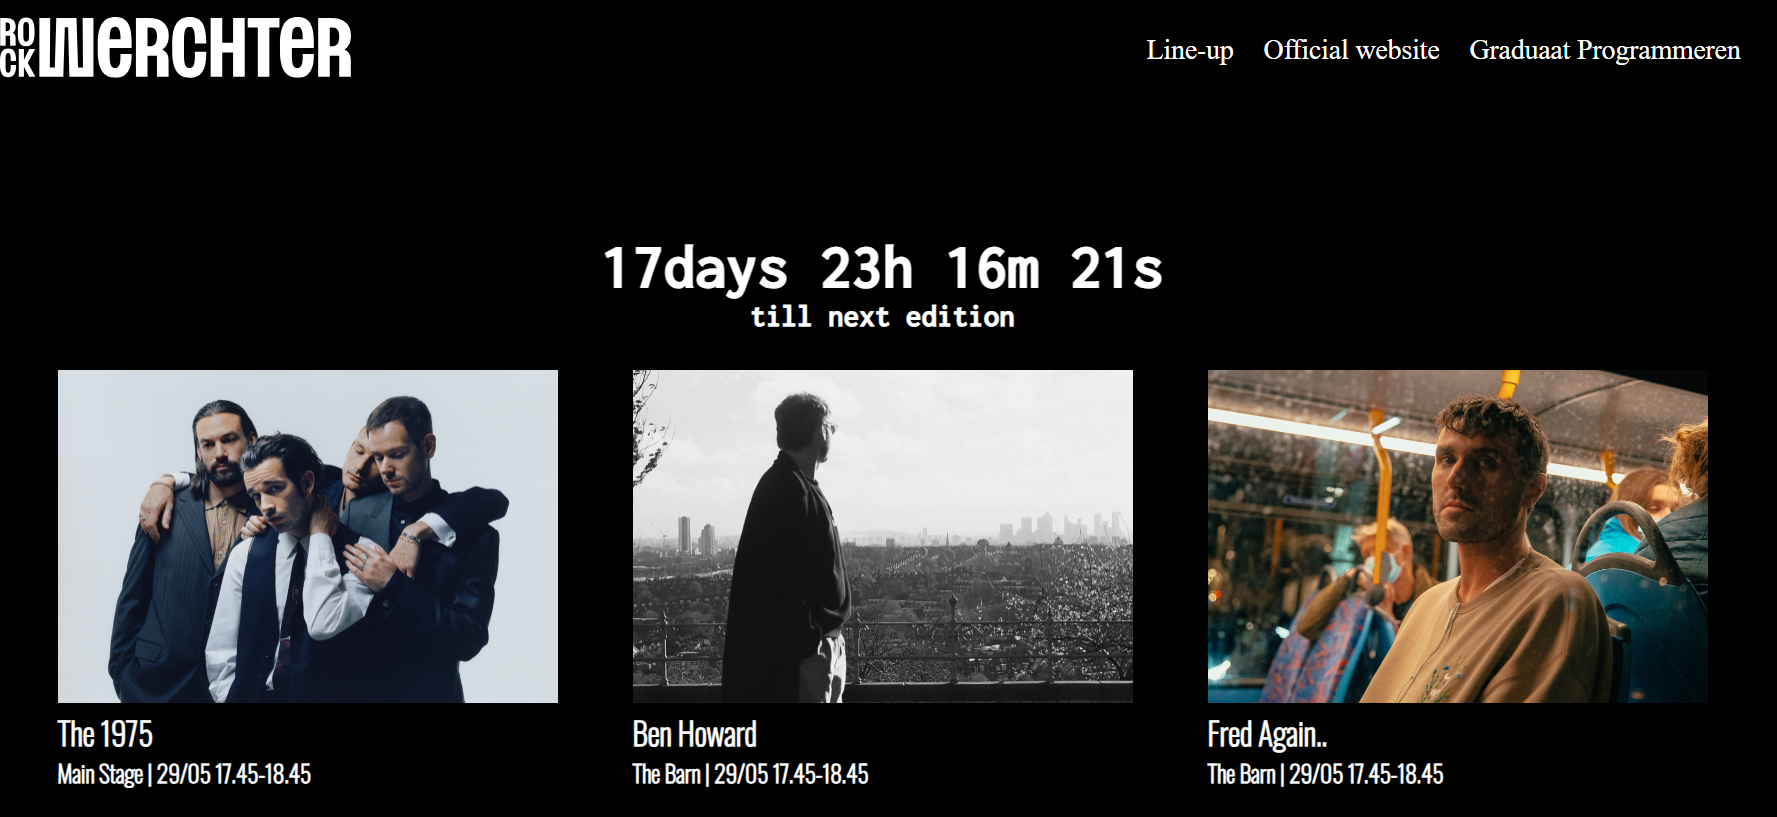 ROCK WERCHTER
Line-up Official website Graduaat Programmeren
17days 23h 16m 21s
till next edition
The 1975
Main Stage | 29/05 17.45-18.45
Ben Howard
The Barn | 29/05 17.45-18.45
Fred Again..
The Barn | 29/05 17.45-18.45